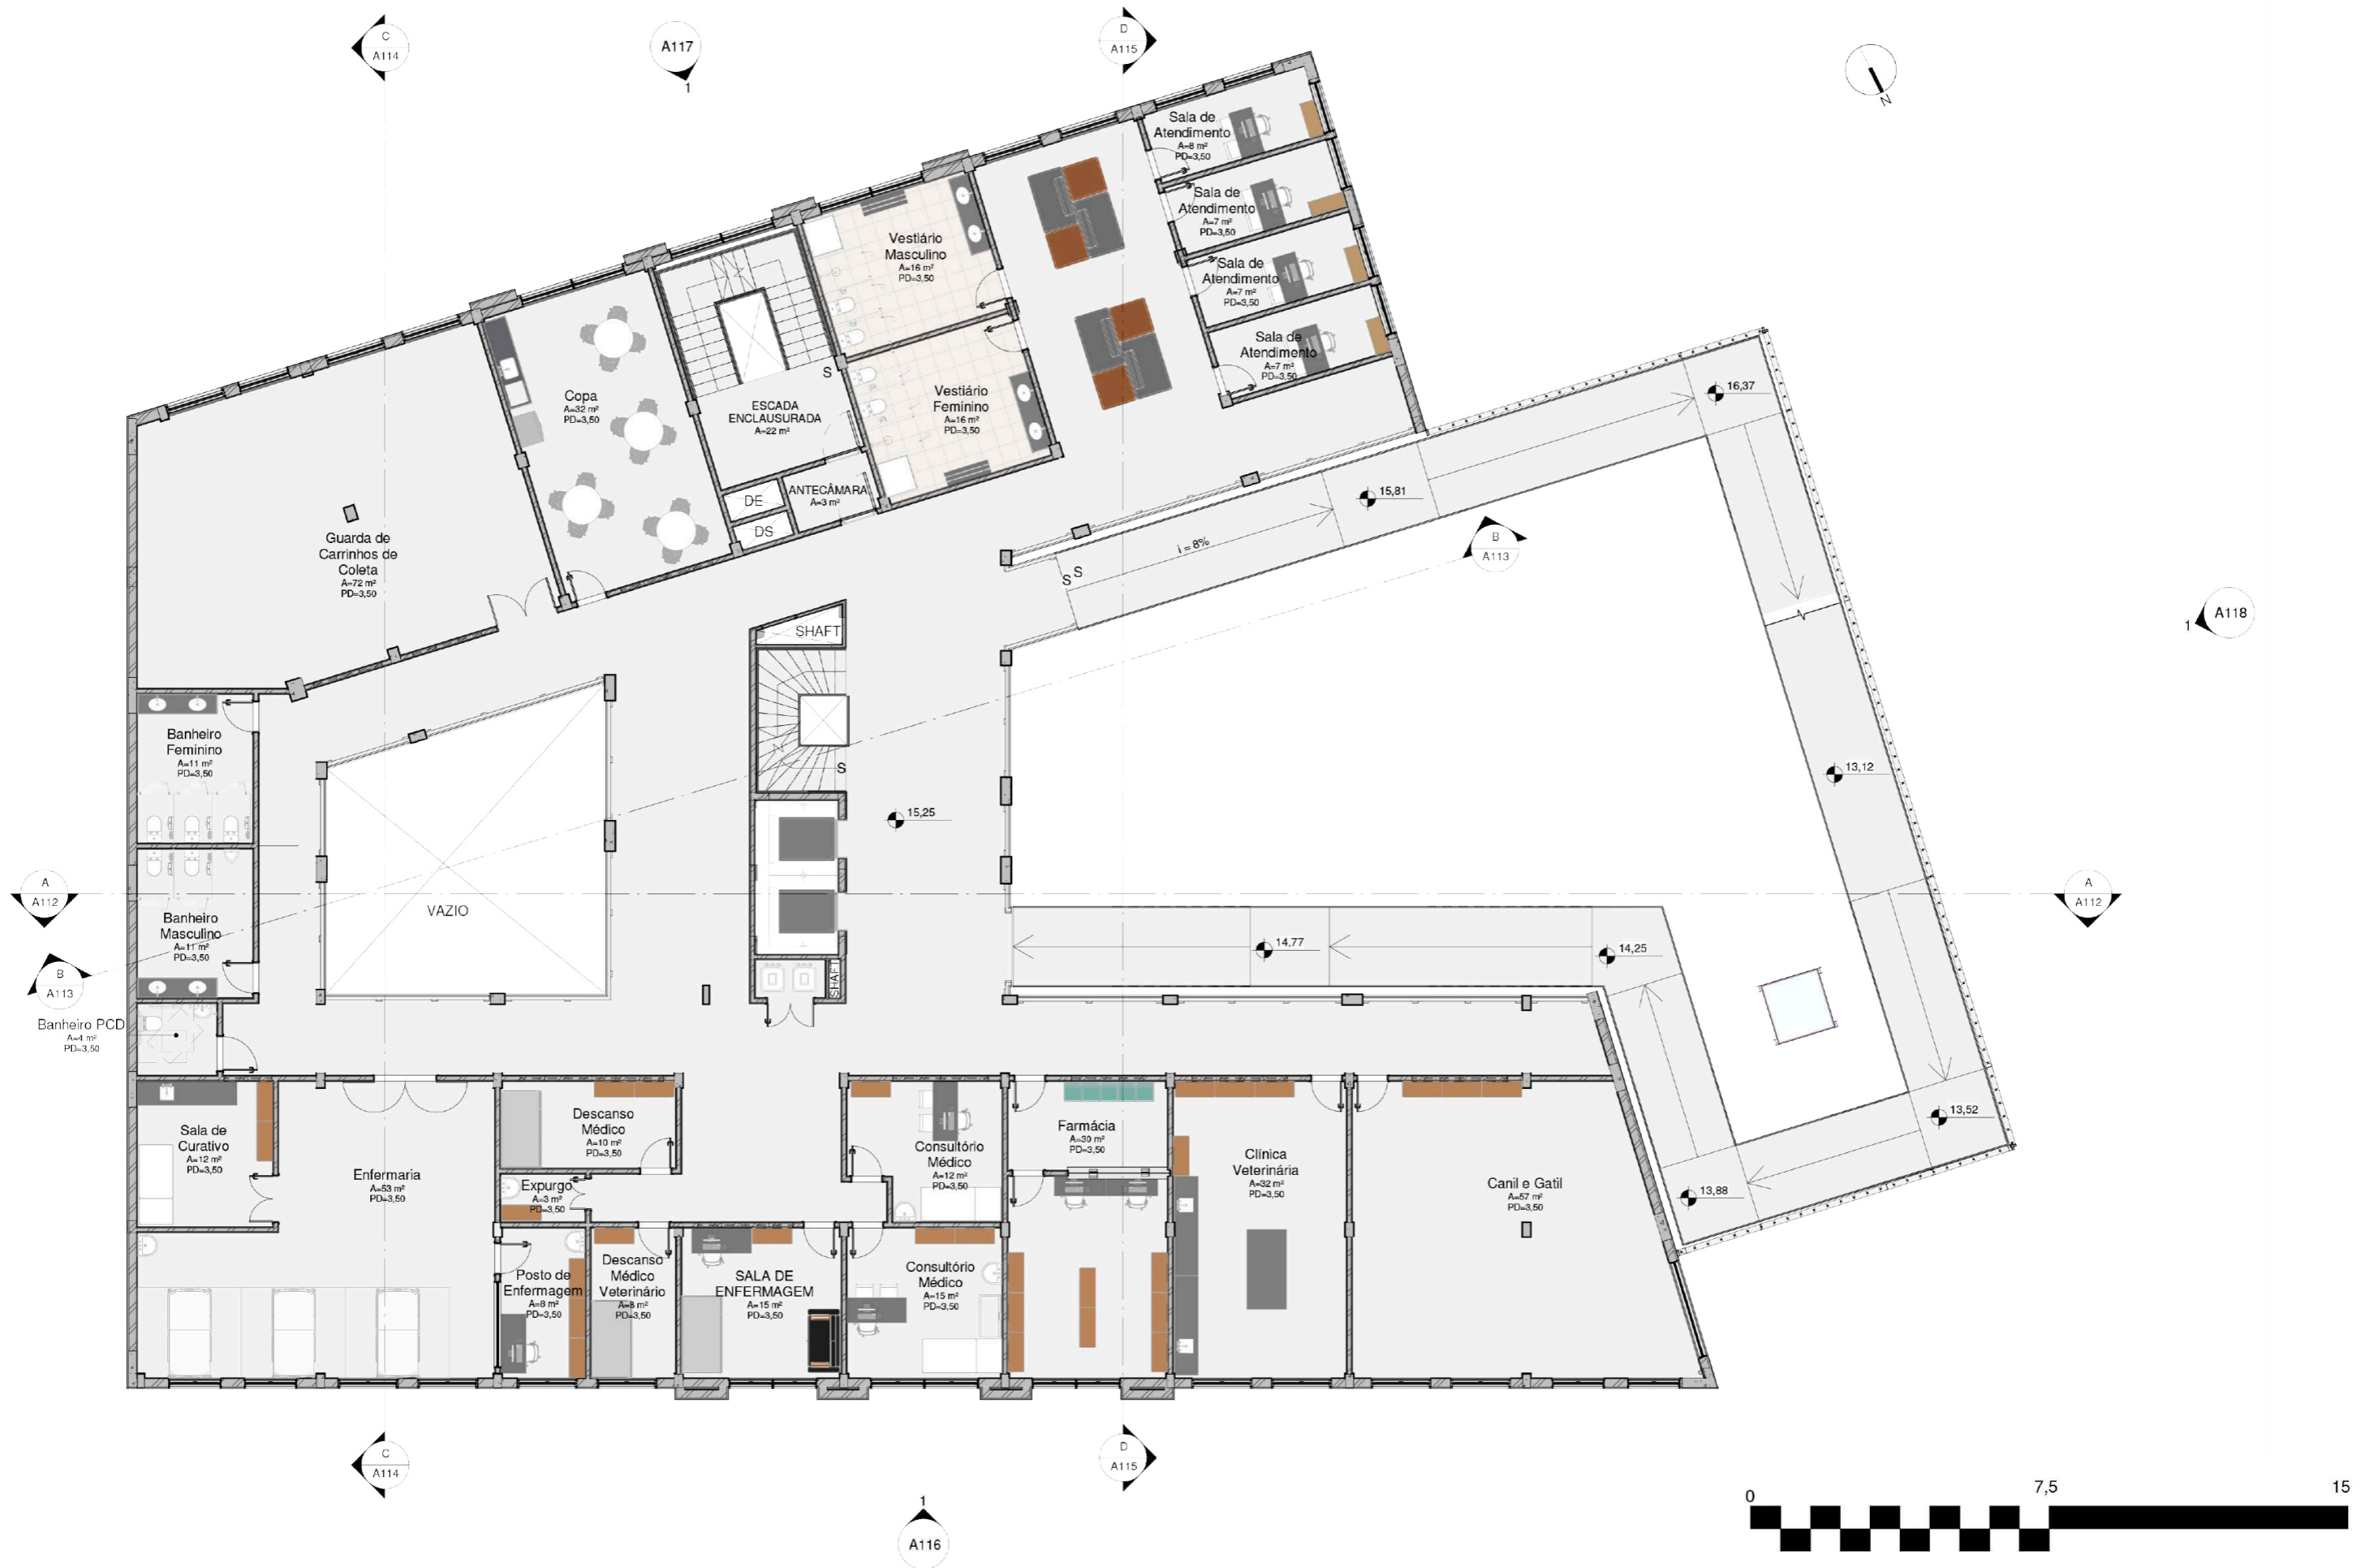 C
A114
A117
1
D
A115
N
Sala de
Atendimento
A=8 m²
PD=3,50
Sala de
Atendimento
A=7 m²
PD=3,50
Sala de
Atendimento
A=7 m²
PD=3,50
Sala de
Atendimento
A=7 m²
PD=3,50
Vestiário
Masculino
A=16 m²
PD=3,50
Vestiário
Feminino
A=16 m²
PD=3,50
Copa
A=32 m²
PD=3,50
S
ESCADA
ENCLAUSURADA
A=22 m²
DE
DS
ANTECÂMARA
A=3 m²
Guarda de
Carrinhos de
Coleta
A=72 m²
PD=3,50
16,37
15,81
i = 8%
S S
B
A113
1
A118
SHAFT
S
Banheiro
Feminino
A=11 m²
PD=3,50
13,12
15,25
A
A112
VAZIO
Banheiro
Masculino
A=11 m²
PD=3,50
A
A112
14,77
14,25
B
A113
SHAFT
Banheiro PCD
A=4 m²
PD=3,50
13,52
13,88
Sala de
Curativo
A=12 m²
PD=3,50
Enfermaria
A=53 m²
PD=3,50
Descanso
Médico
A=10 m²
PD=3,50
Expurgo
A=3 m²
PD=3,50
Consultório
Médico
A=12 m²
PD=3,50
Farmácia
A=30 m²
PD=3,50
Clínica
Veterinária
A=32 m²
PD=3,50
Canil e Gatil
A=57 m²
PD=3,50
Posto de
Enfermagem
A=8 m²
PD=3,50
Descanso
Médico
Veterinário
A=8 m²
PD=3,50
SALA DE
ENFERMAGEM
A=15 m²
PD=3,50
Consultório
Médico
A=15 m²
PD=3,50
C
A114
D
A115
1
A116
0
7,5
15